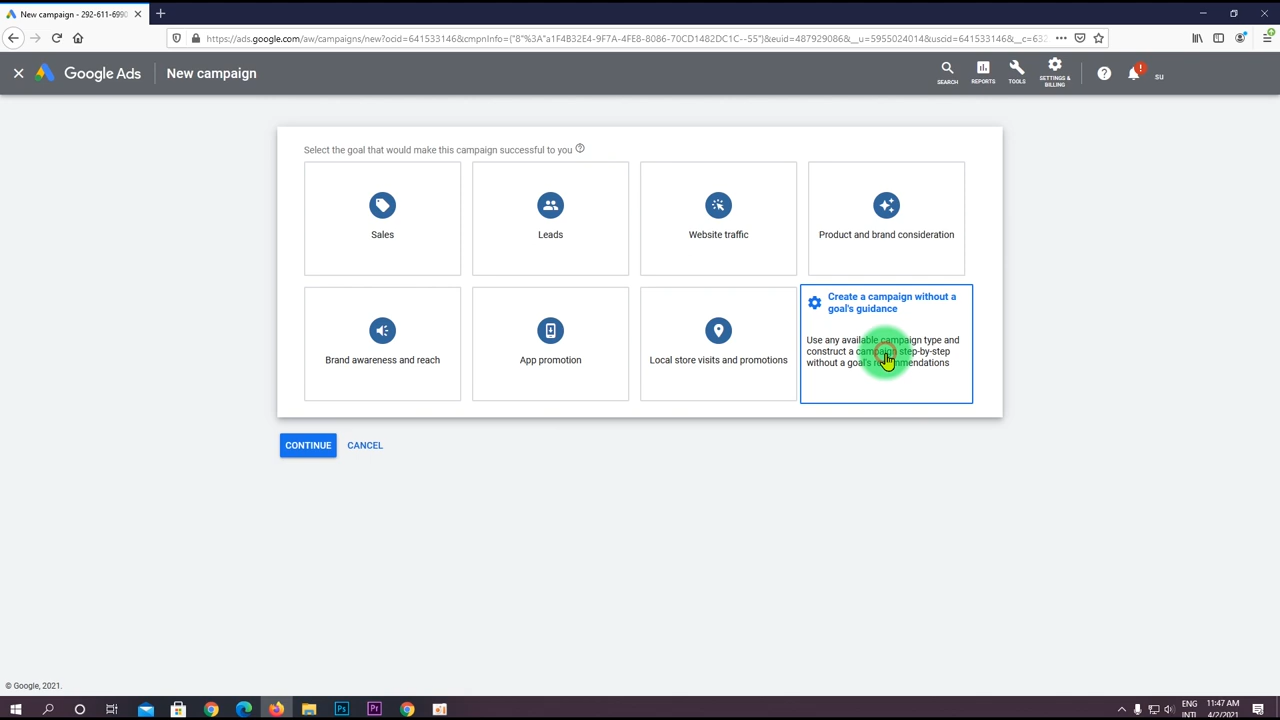 New campaign - 292-611-6990
https://ads.google.com/aw/campaigns/new?ocid=641533146&cmpnInfo={"8"%3A"a1F4B32E4-9F7A-4FE8-8086-70CD1482DC1C--55"}&euid=487929086&__u=5955024014&uscid=641533146&__c=632
Google Ads
New campaign
SEARCH
REPORTS
TOOLS
SETTINGS &
BILLING
SU
Select the goal that would make this campaign successful to you
Sales
Leads
Website traffic
Product and brand consideration
Brand awareness and reach
App promotion
Local store visits and promotions
Create a campaign without a
goal's guidance
Use any available campaign type and
construct a campaign step-by-step
without a goal's recommendations
CONTINUE
CANCEL
© Google, 2021.
Ps
Pr
ENG
INTL
11:47 AM
4/2/2021